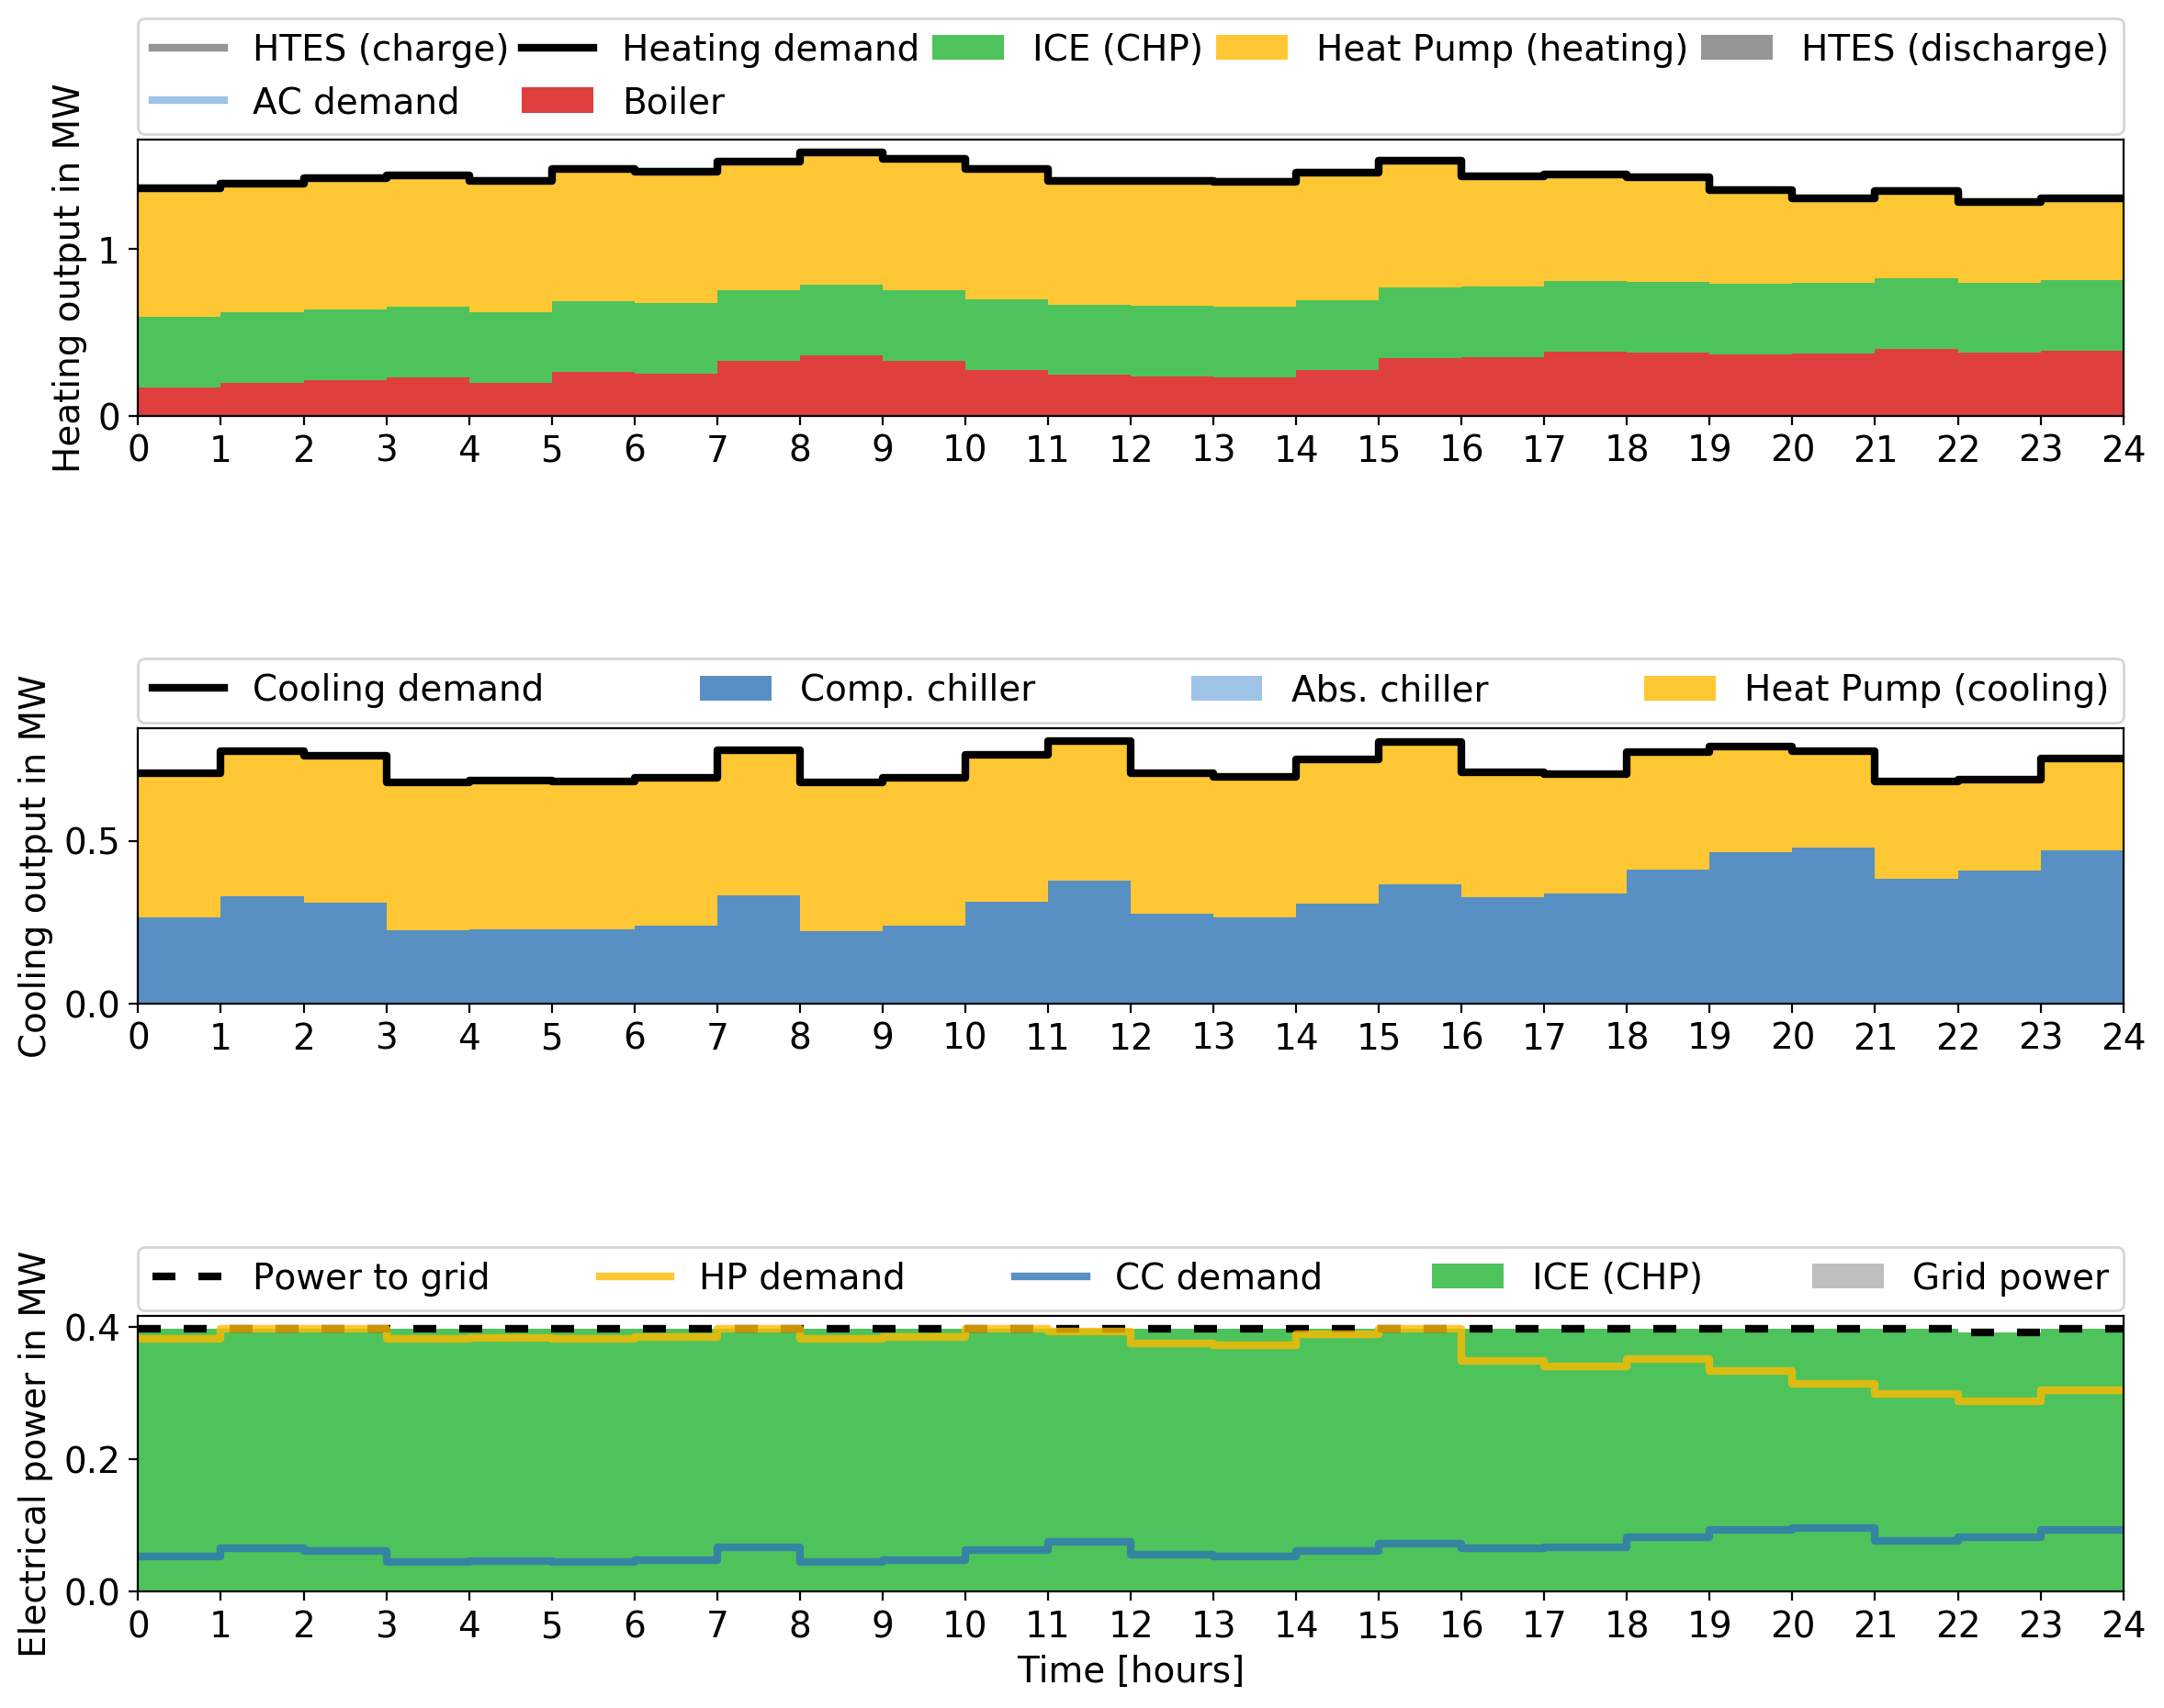 HTES (charge) Heating demand ICE (CHP) Heat Pump (heating) HTES (discharge)
AC demand Boiler
Heating output in MW
1
0
0 1 2 3 4 5 6 7 8 9 10 11 12 13 14 15 16 17 18 19 20 21 22 23 24
Cooling demand Comp. chiller Abs. chiller Heat Pump (cooling)
Cooling output in MW
0.5
0.0
0 1 2 3 4 5 6 7 8 9 10 11 12 13 14 15 16 17 18 19 20 21 22 23 24
Power to grid HP demand CC demand ICE (CHP) Grid power
Electrical power in MW
0.4
0.2
0.0
0 1 2 3 4 5 6 7 8 9 10 11 12 13 14 15 16 17 18 19 20 21 22 23 24
Time [hours]